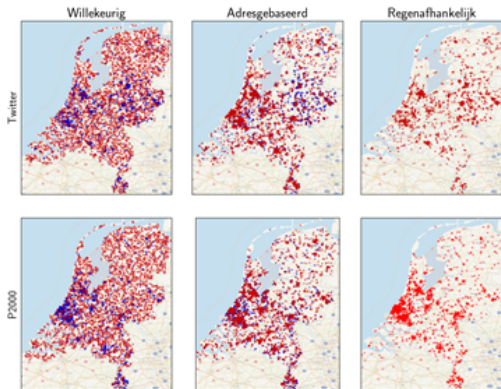 Willekeurig
Adresgebaseerd
Regenafhankelijk
Twitter
P2000